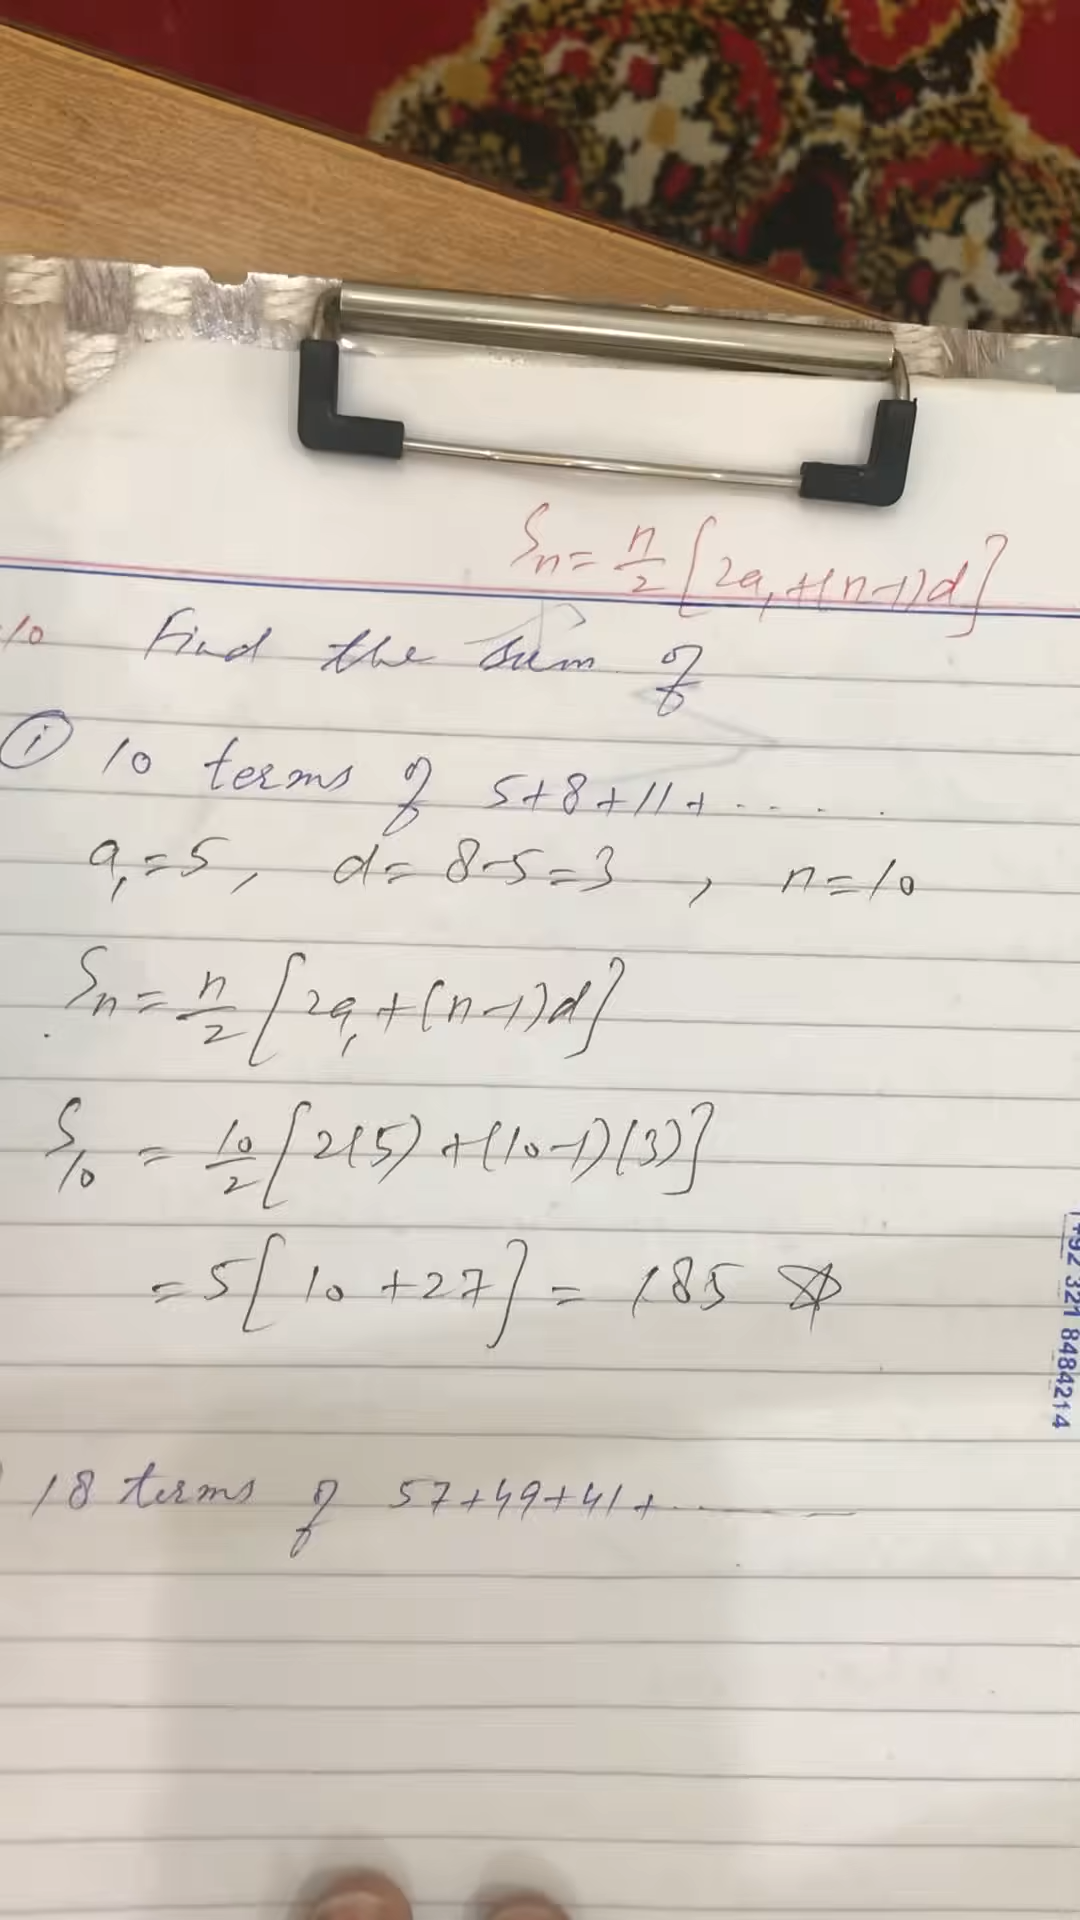 Sn = n/2 [2a₁+(n-1)d]
10 Find the sum of
(i) 10 terms of 5+8+11+.....
a₁=5, d=8-5=3, n=10
Sn = n/2 [2a₁+(n-1)d]
S₁₀ = 10/2 [2(5)+(10-1)(3)]
=5[10+27] = 185
18 terms of 57+49+41+......
+92 321 8484214